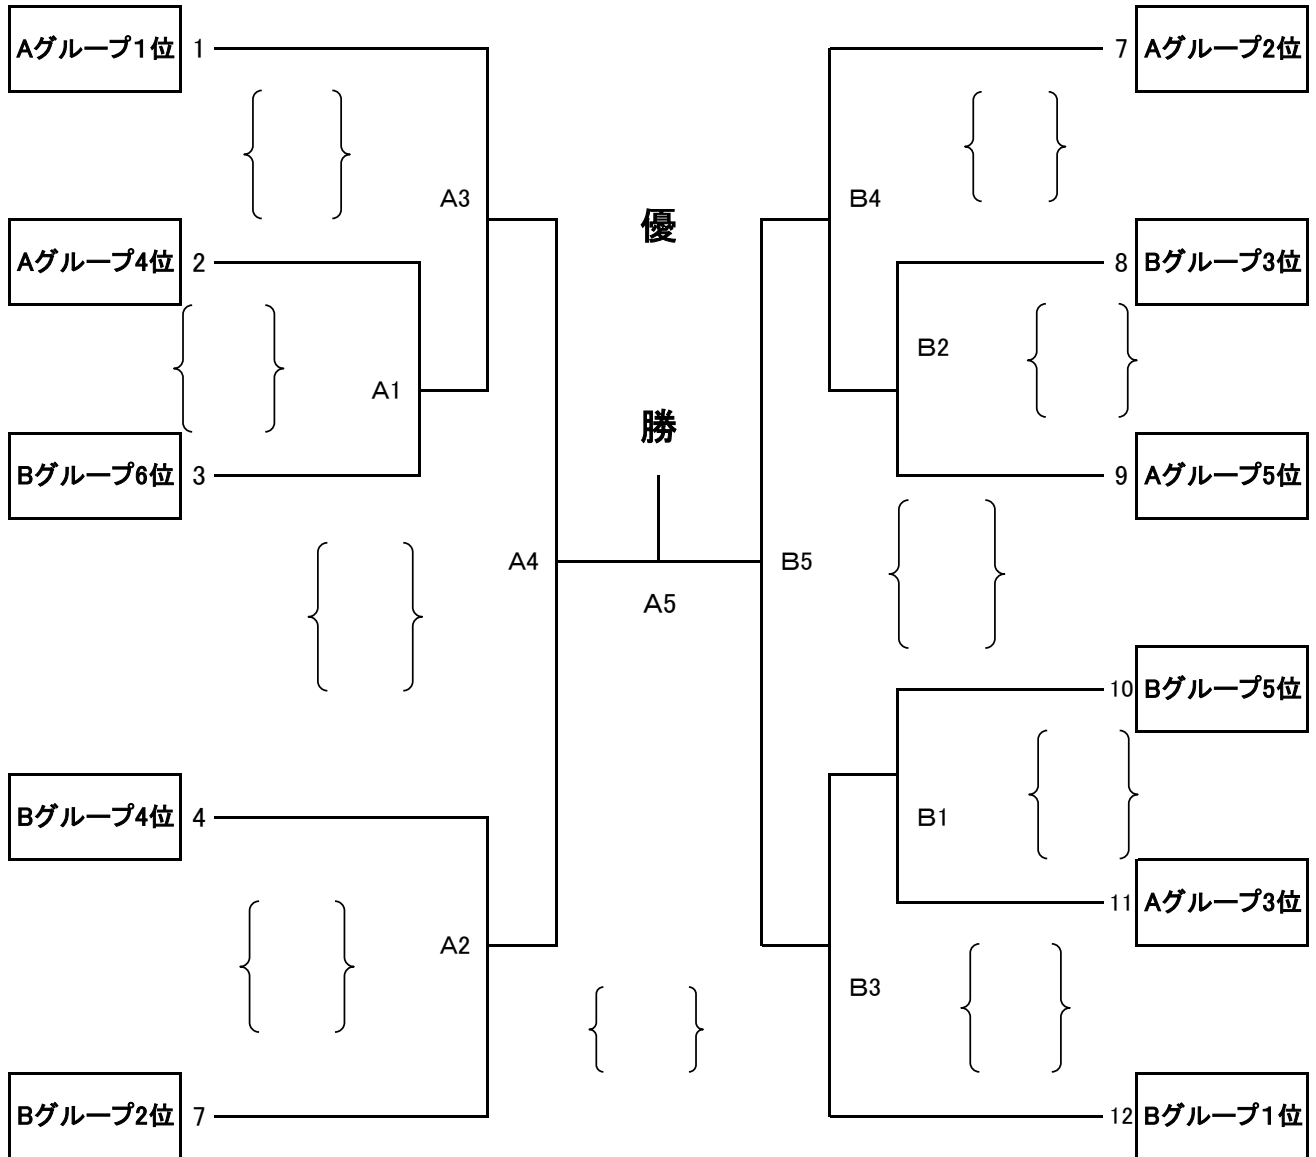 Aグループ1位 1
A3
Aグループ4位 2
A1
Bグループ6位 3
A4
Bグループ4位 4
A2
Bグループ2位 7
優
勝
A5
7 Aグループ2位
B4
8 Bグループ3位
B2
9 Aグループ5位
B5
10 Bグループ5位
B1
11 Aグループ3位
B3
12 Bグループ1位